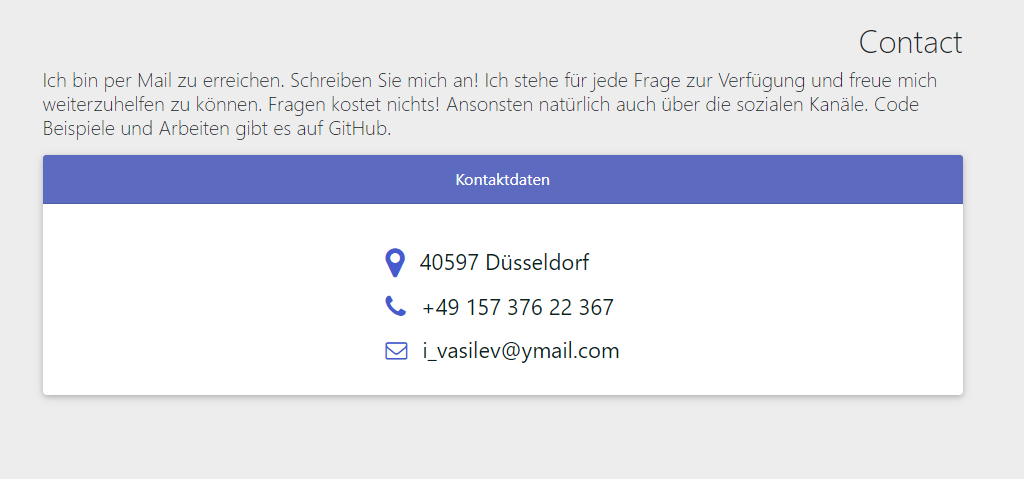 Contact
Ich bin per Mail zu erreichen. Schreiben Sie mich an! Ich stehe für jede Frage zur Verfügung und freue mich
weiterzuhelfen zu können. Fragen kostet nichts! Ansonsten natürlich auch über die sozialen Kanäle. Code
Beispiele und Arbeiten gibt es auf GitHub.
Kontaktdaten
40597 Düsseldorf
+49 157 376 22 367
i_vasilev@ymail.com